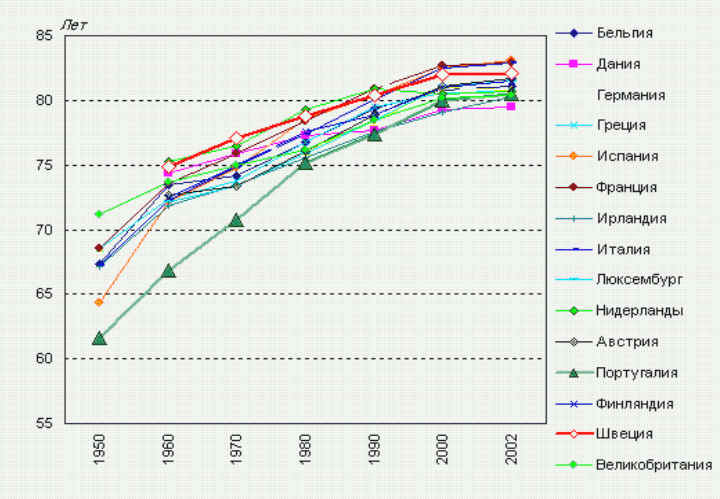 Лет
85
80
75
70
65
60
55
1950
1960
1970
1980
1990
2000
2002
Бельгия
Дания
Германия
Греция
Испания
Франция
Ирландия
Италия
Люксембург
Нидерланды
Австрия
Португалия
Финляндия
Швеция
Великобритания